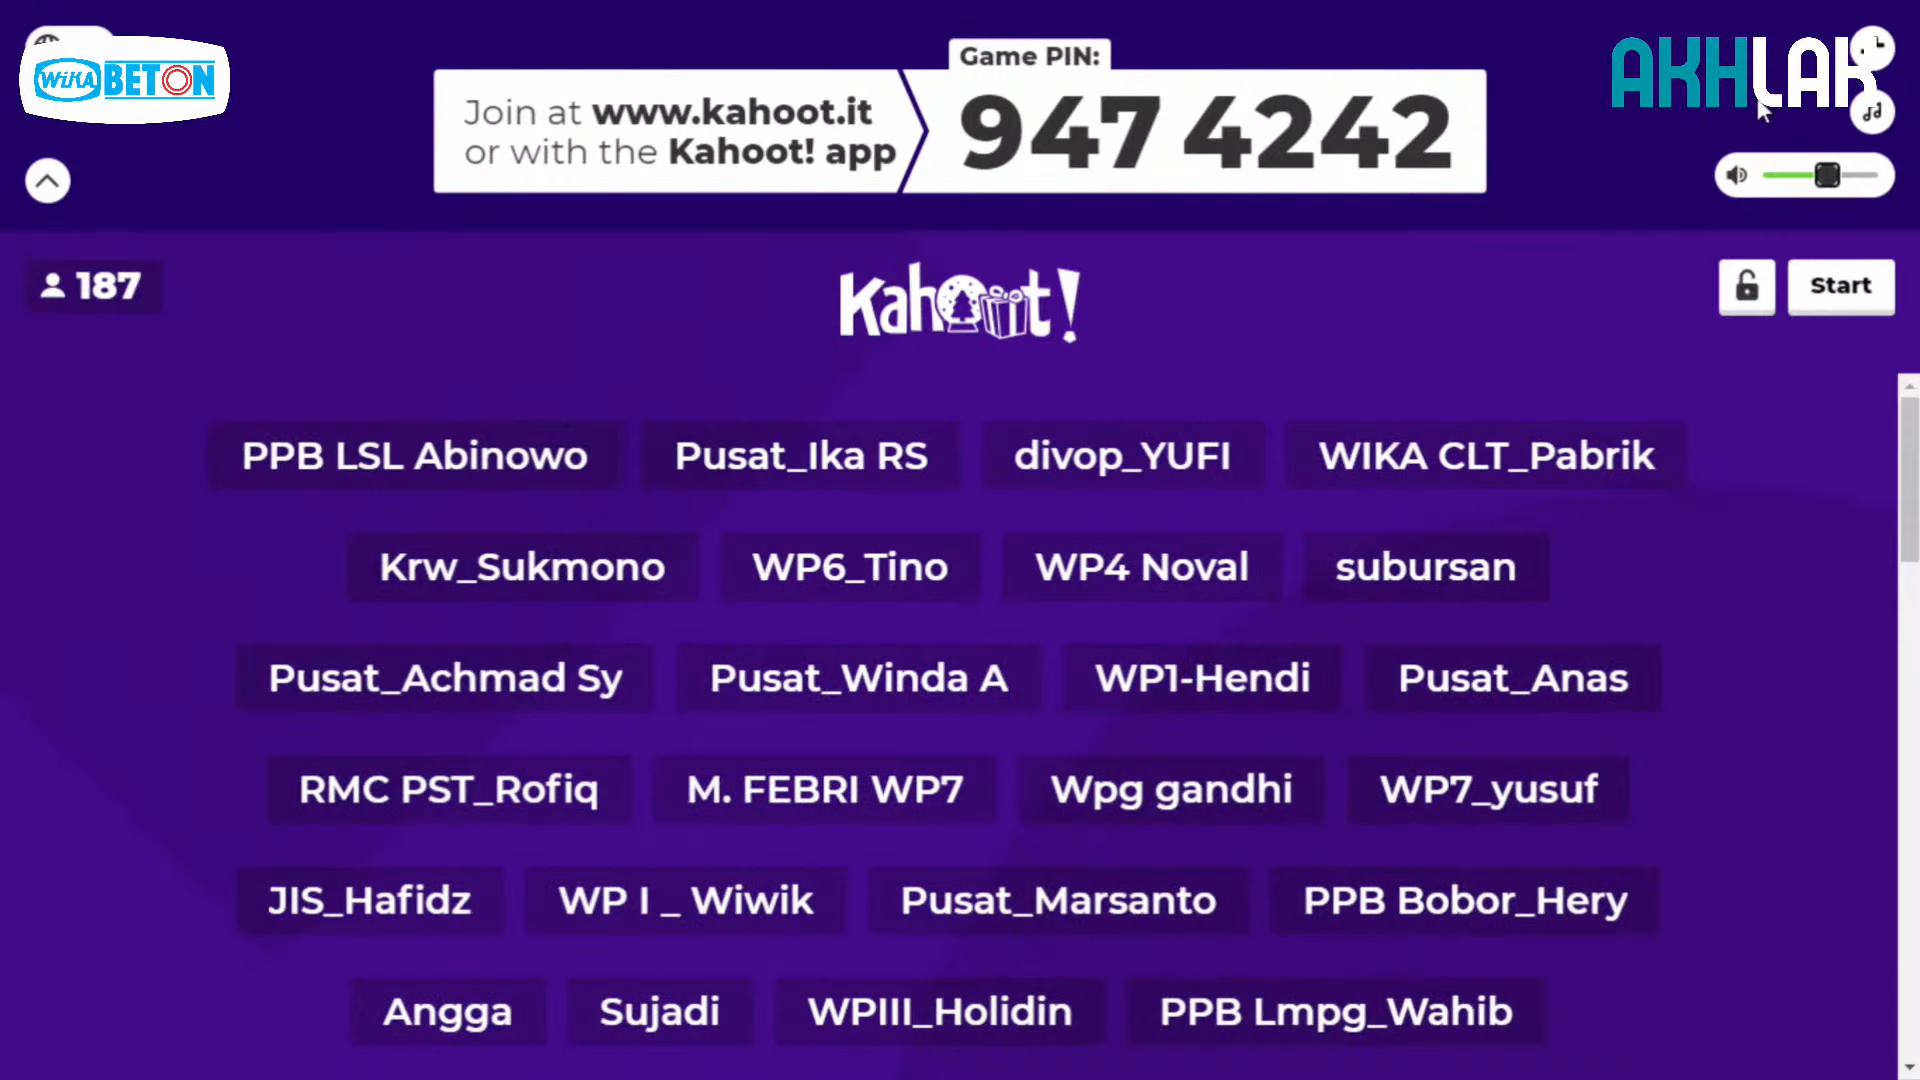 WIKA BETON
Game PIN:
Join at www.kahoot.it
or with the Kahoot! app
947 4242
AKHLAK
187
Kahoot!
Start
PPB LSL Abinowo Pusat_Ika RS divop_YUFI WIKA CLT_Pabrik
Krw_Sukmono WP6_Tino WP4 Noval subursan
Pusat_Achmad Sy Pusat_Winda A WP1-Hendi Pusat_Anas
RMC PST_Rofiq M. FEBRI WP7 Wpg gandhi WP7_yusuf
JIS_Hafidz WP I _ Wiwik Pusat_Marsanto PPB Bobor_Hery
Angga Sujadi WPIII_Holidin PPB Lmpg_Wahib